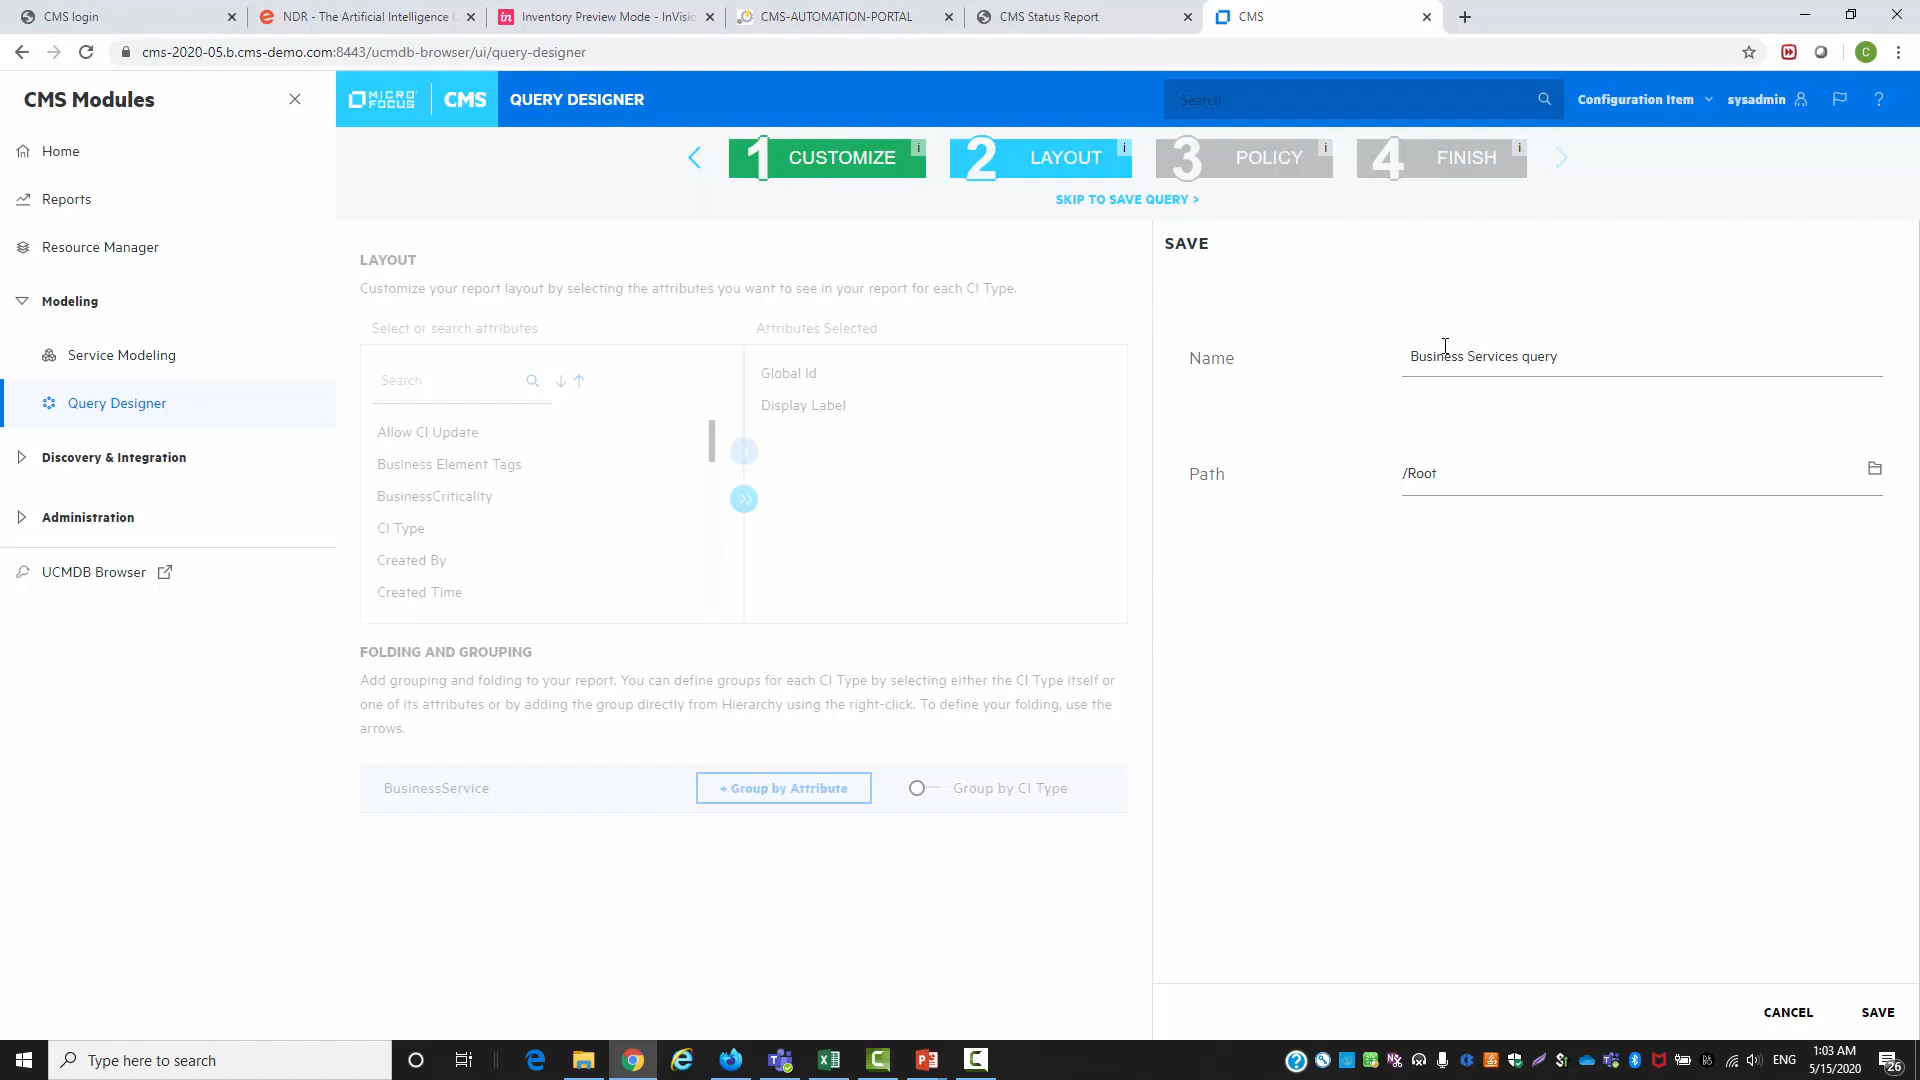 CMS login
NDR - The Artificial Intelligence
Inventory Preview Mode - InVisio
CMS-AUTOMATION-PORTAL
CMS Status Report
CMS
cms-2020-05.b.cms-demo.com:8443/ucmdb-browser/ui/query-designer
C
CMS Modules
Home
Reports
Resource Manager
Modeling
Service Modeling
Query Designer
Discovery & Integration
Administration
UCMDB Browser
MICRO FOCUS
CMS
QUERY DESIGNER
Search
Configuration Item
sysadmin
?
1 CUSTOMIZE i
2 LAYOUT i
3 POLICY i
4 FINISH i
SKIP TO SAVE QUERY >
LAYOUT
Customize your report layout by selecting the attributes you want to see in your report for each CI Type.
Select or search attributes
Attributes Selected
Search
Allow CI Update
Business Element Tags
BusinessCriticality
CI Type
Created By
Created Time
Global Id
Display Label
FOLDING AND GROUPING
Add grouping and folding to your report. You can define groups for each CI Type by selecting either the CI Type itself or
one of its attributes or by adding the group directly from Hierarchy using the right-click. To define your folding, use the
arrows.
BusinessService
+ Group by Attribute
Group by CI Type
SAVE
Name
Business Services query
Path
/Root
CANCEL
SAVE
Type here to search
ENG
1:03 AM
5/15/2020
26